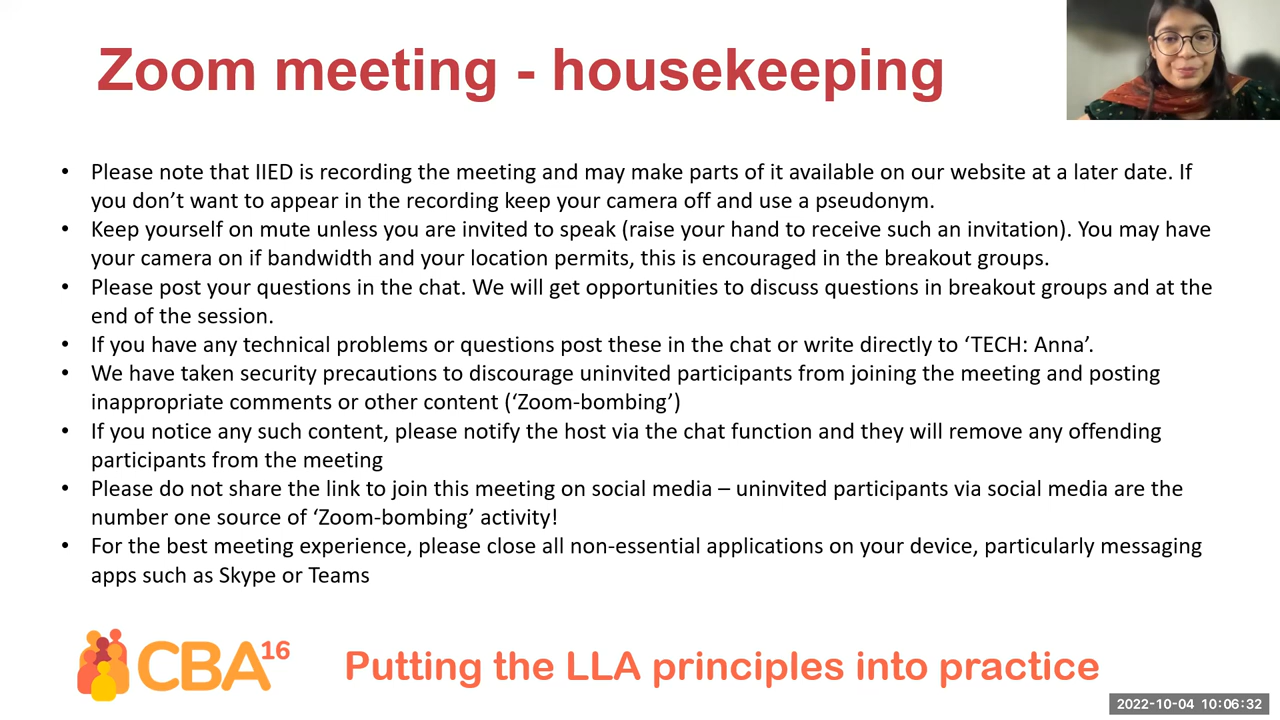 Zoom meeting - housekeeping
• Please note that IIED is recording the meeting and may make parts of it available on our website at a later date. If
you don’t want to appear in the recording keep your camera off and use a pseudonym.
• Keep yourself on mute unless you are invited to speak (raise your hand to receive such an invitation). You may have
your camera on if bandwidth and your location permits, this is encouraged in the breakout groups.
• Please post your questions in the chat. We will get opportunities to discuss questions in breakout groups and at the
end of the session.
• If you have any technical problems or questions post these in the chat or write directly to ‘TECH: Anna’.
• We have taken security precautions to discourage uninvited participants from joining the meeting and posting
inappropriate comments or other content (‘Zoom-bombing’)
• If you notice any such content, please notify the host via the chat function and they will remove any offending
participants from the meeting
• Please do not share the link to join this meeting on social media – uninvited participants via social media are the
number one source of ‘Zoom-bombing’ activity!
• For the best meeting experience, please close all non-essential applications on your device, particularly messaging
apps such as Skype or Teams
CBA16
Putting the LLA principles into practice
2022-10-04 10:06:32